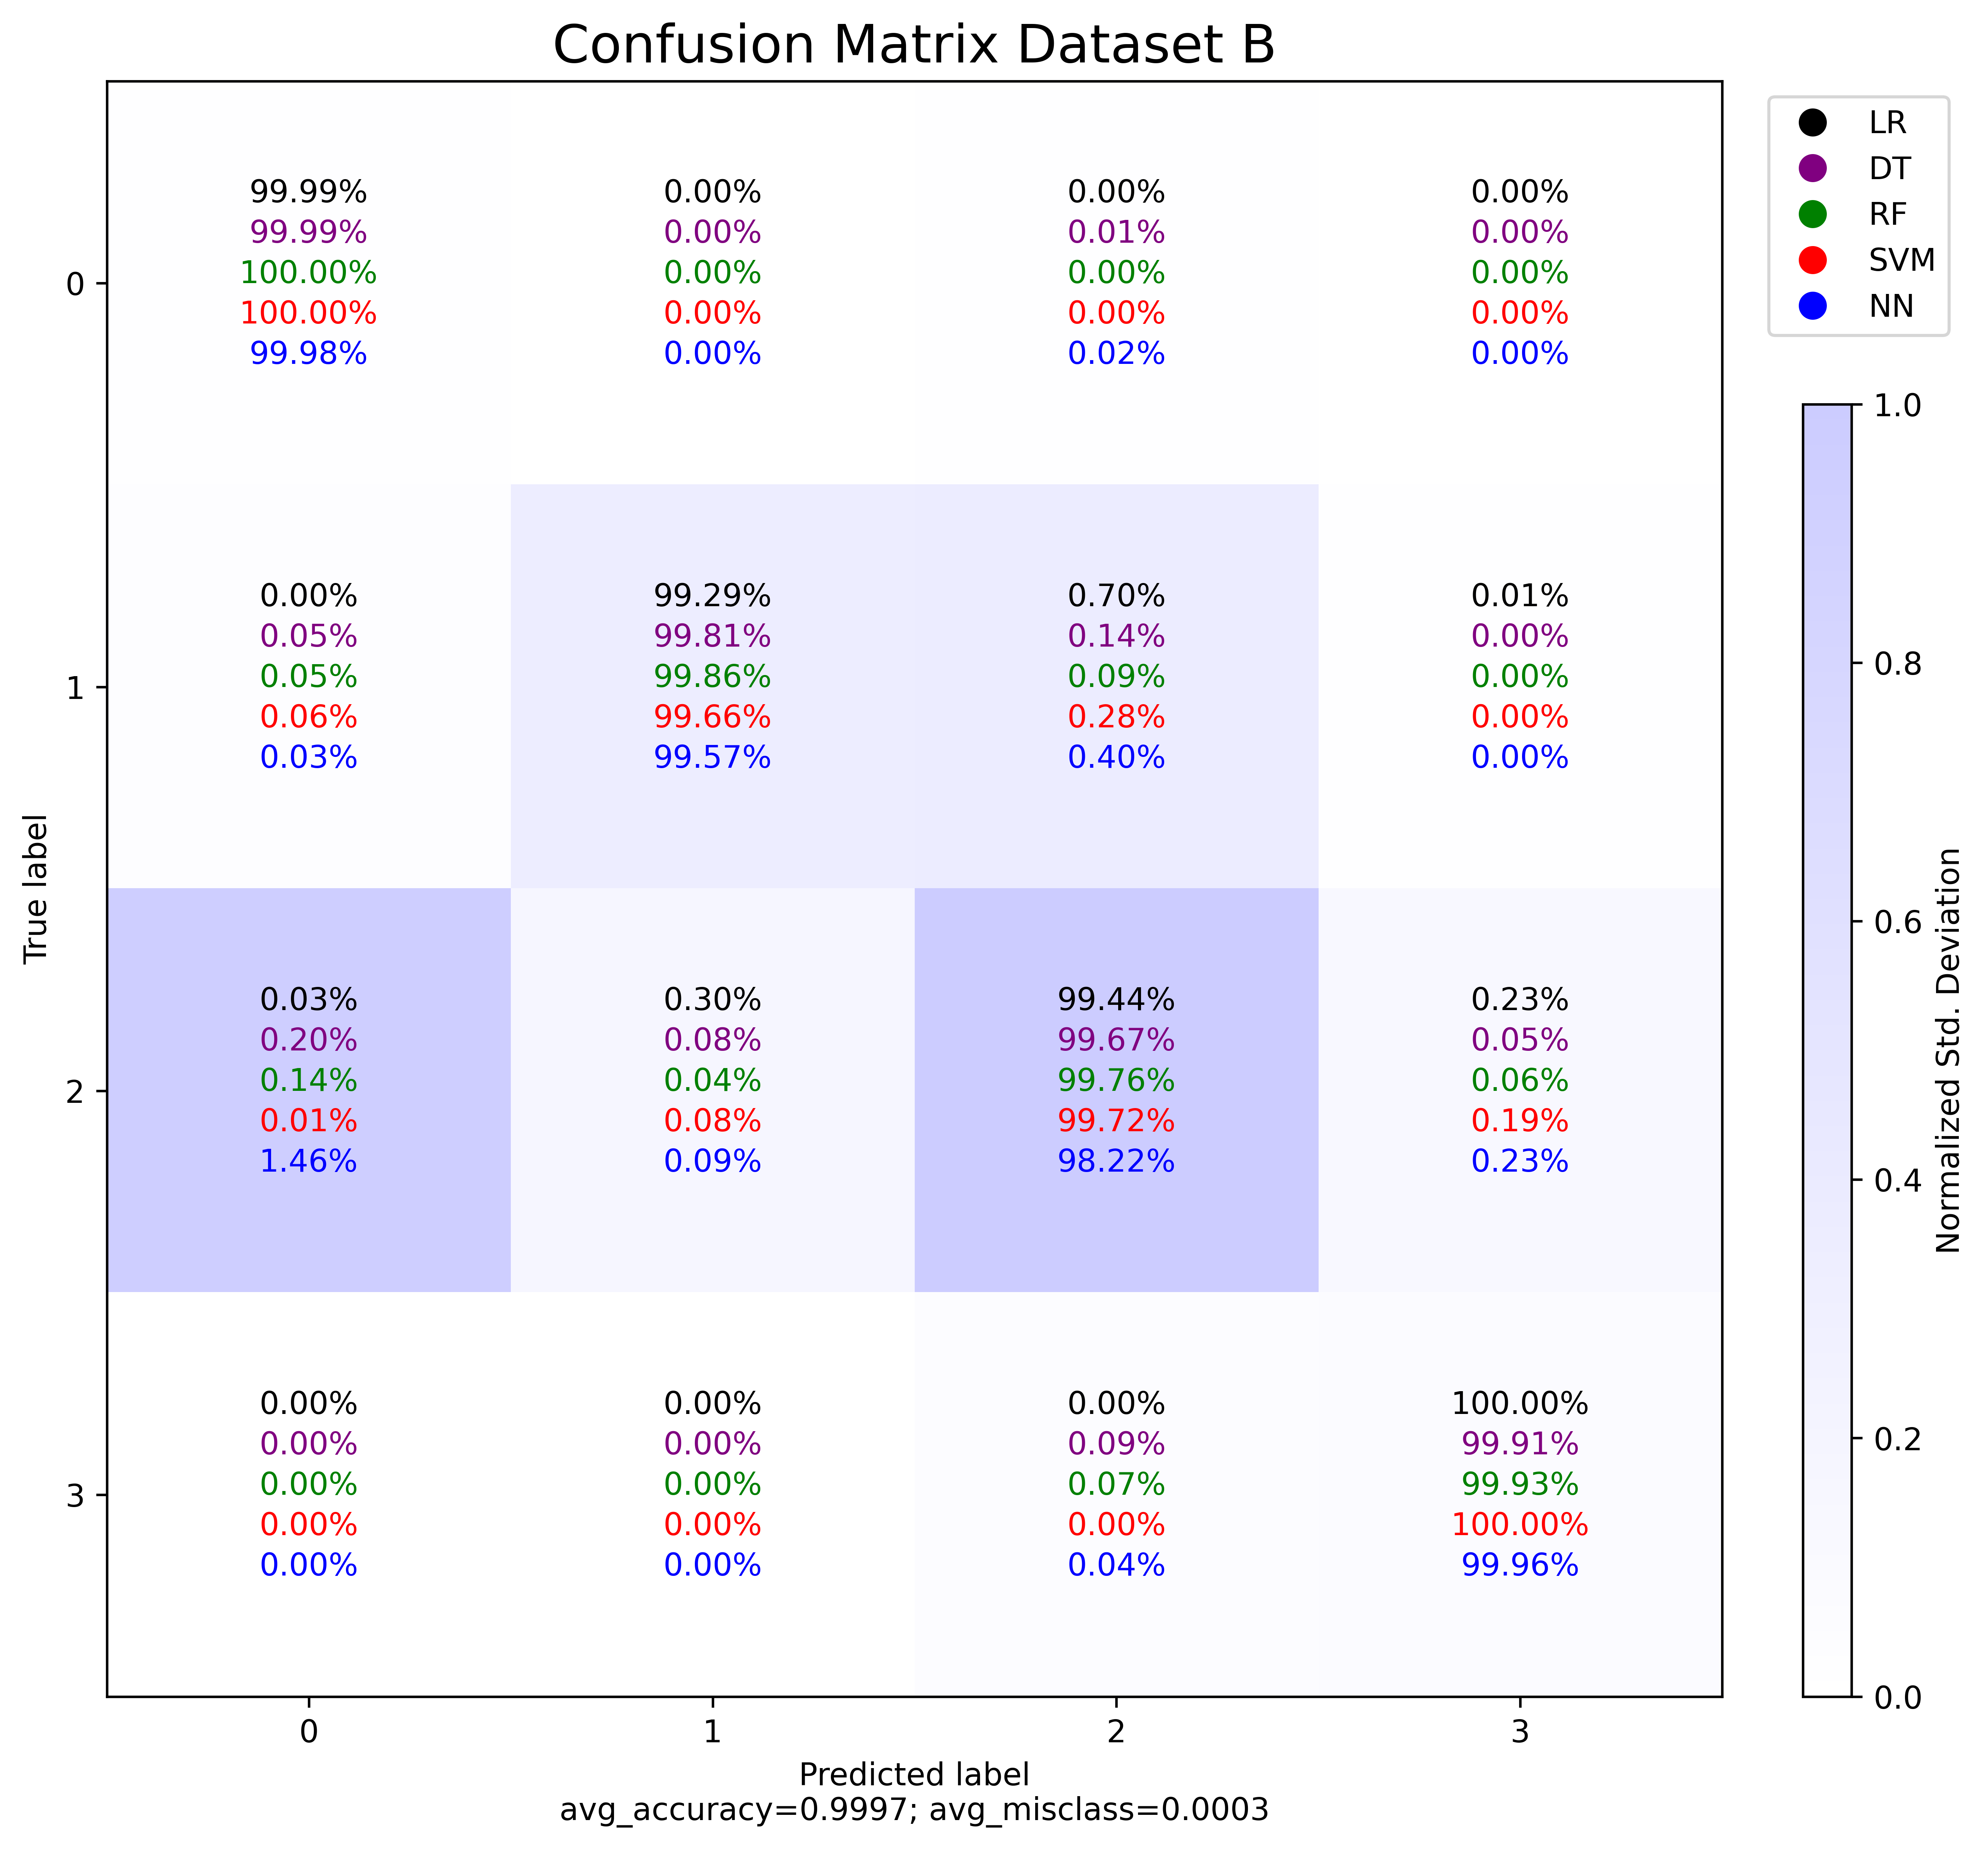 Confusion Matrix Dataset B
LR
DT
RF
SVM
NN
99.99% 0.00% 0.00% 0.00%
99.99% 0.00% 0.01% 0.00%
100.00% 0.00% 0.00% 0.00%
100.00% 0.00% 0.00% 0.00%
99.98% 0.00% 0.02% 0.00%
0
0.00% 99.29% 0.70% 0.01%
0.05% 99.81% 0.14% 0.00%
0.05% 99.86% 0.09% 0.00%
0.06% 99.66% 0.28% 0.00%
0.03% 99.57% 0.40% 0.00%
1
True label
0.03% 0.30% 99.44% 0.23%
0.20% 0.08% 99.67% 0.05%
0.14% 0.04% 99.76% 0.06%
0.01% 0.08% 99.72% 0.19%
1.46% 0.09% 98.22% 0.23%
2
0.00% 0.00% 0.00% 100.00%
0.00% 0.00% 0.09% 99.91%
0.00% 0.00% 0.07% 99.93%
0.00% 0.00% 0.00% 100.00%
0.00% 0.00% 0.04% 99.96%
3
0 1 2 3
Predicted label
avg_accuracy=0.9997; avg_misclass=0.0003
1.0
0.8
0.6
0.4
0.2
0.0
Normalized Std. Deviation